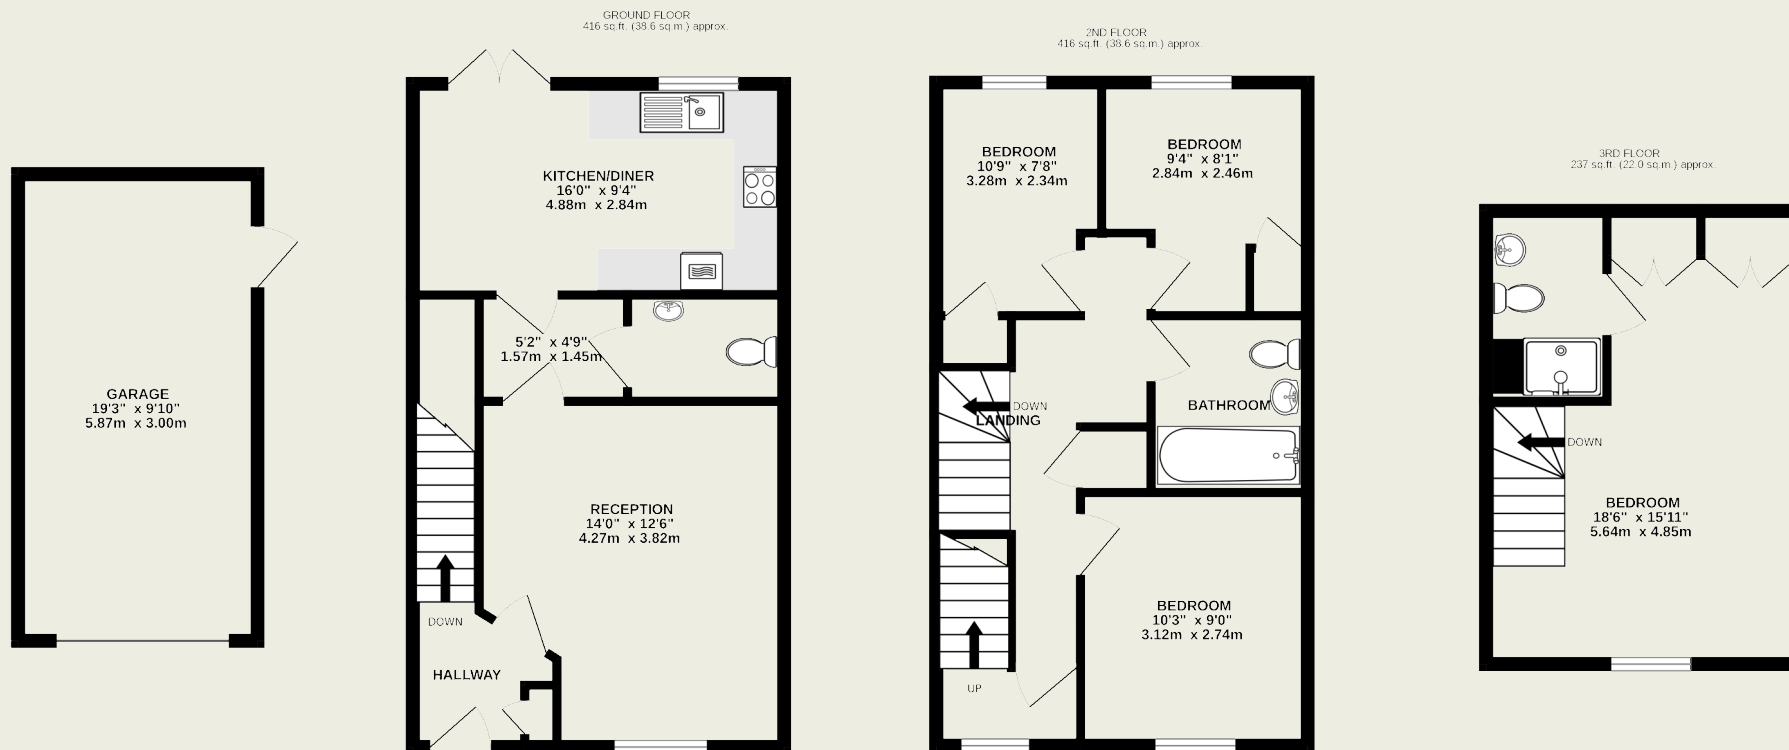 GROUND FLOOR
416 sq.ft. (38.6 sq.m.) approx.
2ND FLOOR
416 sq.ft. (38.6 sq.m.) approx.
3RD FLOOR
237 sq.ft. (22.0 sq.m.) approx.
GARAGE
19'3" x 9'10"
5.87m x 3.00m
KITCHEN/DINER
16'0" x 9'4"
4.88m x 2.84m
5'2" x 4'9"
1.57m x 1.45m
RECEPTION
14'0" x 12'6"
4.27m x 3.82m
DOWN
HALLWAY
BEDROOM
10'9" x 7'8"
3.28m x 2.34m
BEDROOM
9'4" x 8'1"
2.84m x 2.46m
DOWN
LANDING
BATHROOM
BEDROOM
10'3" x 9'0"
3.12m x 2.74m
UP
DOWN
BEDROOM
18'6" x 15'11"
5.64m x 4.85m